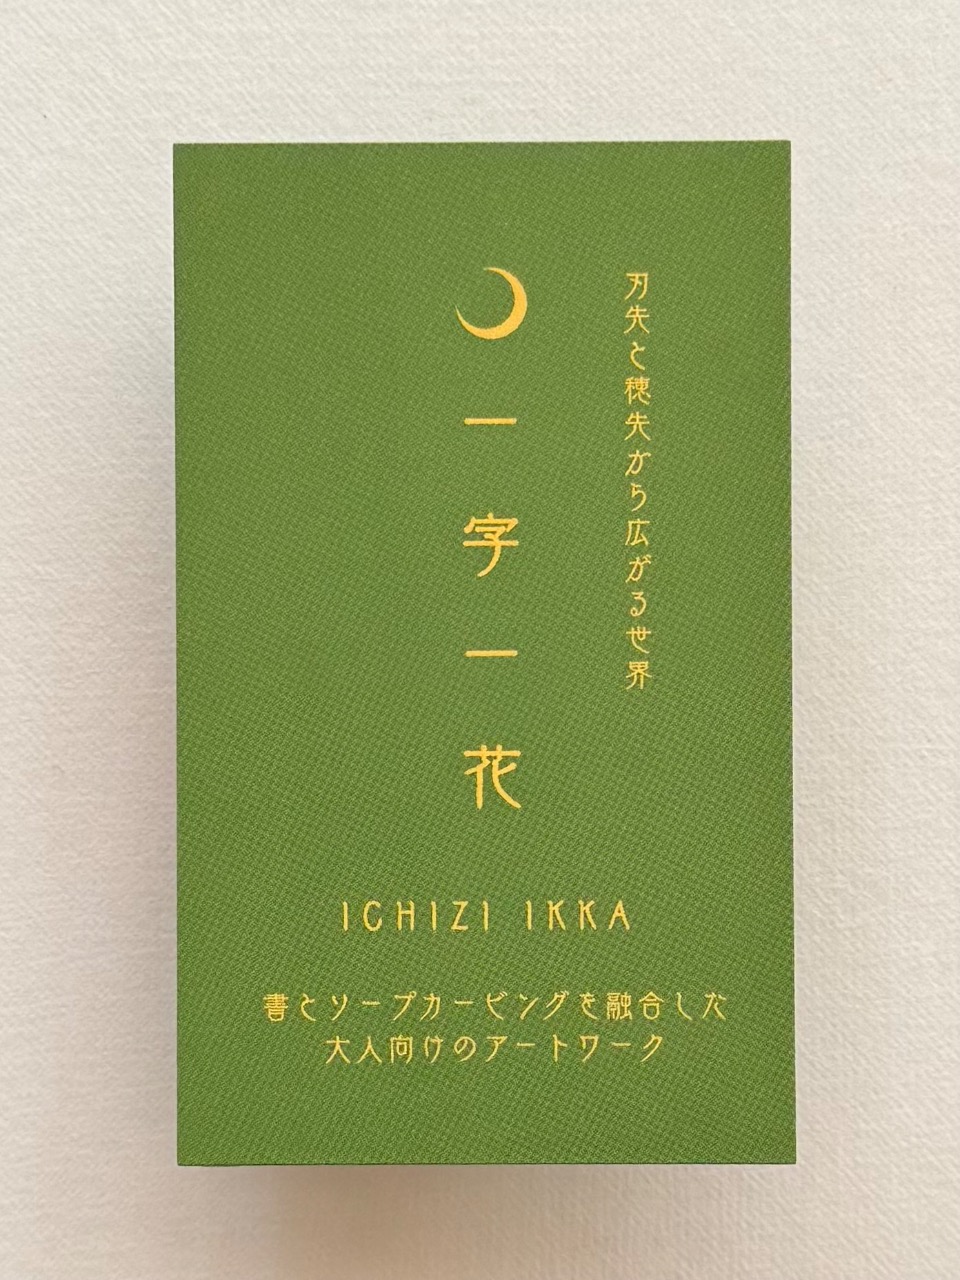 刃先と穂先から広がる世界
一字一花
ICHIZI IKKA
書とソープカービングを融合した
大人向けのアートワーク